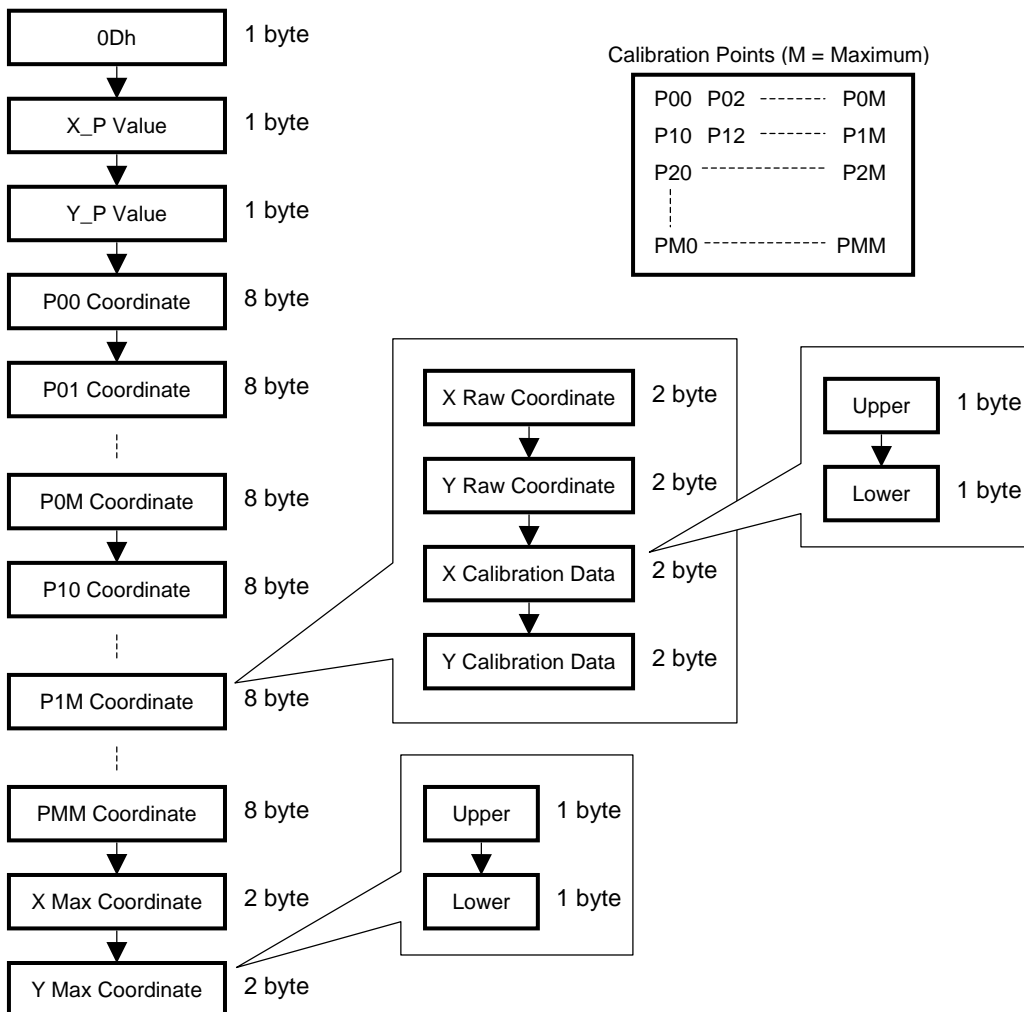 0Dh 1 byte
Calibration Points (M = Maximum)
P00 P02 P0M
X_P Value 1 byte
P10 P12 P1M
P20 P2M
Y_P Value 1 byte
PM0 PMM
P00 Coordinate 8 byte
P01 Coordinate 8 byte
X Raw Coordinate 2 byte
Upper 1 byte
Y Raw Coordinate 2 byte
Lower 1 byte
P0M Coordinate 8 byte
X Calibration Data 2 byte
P10 Coordinate 8 byte
Y Calibration Data 2 byte
P1M Coordinate 8 byte
PMM Coordinate 8 byte
Upper 1 byte
X Max Coordinate 2 byte
Lower 1 byte
Y Max Coordinate 2 byte